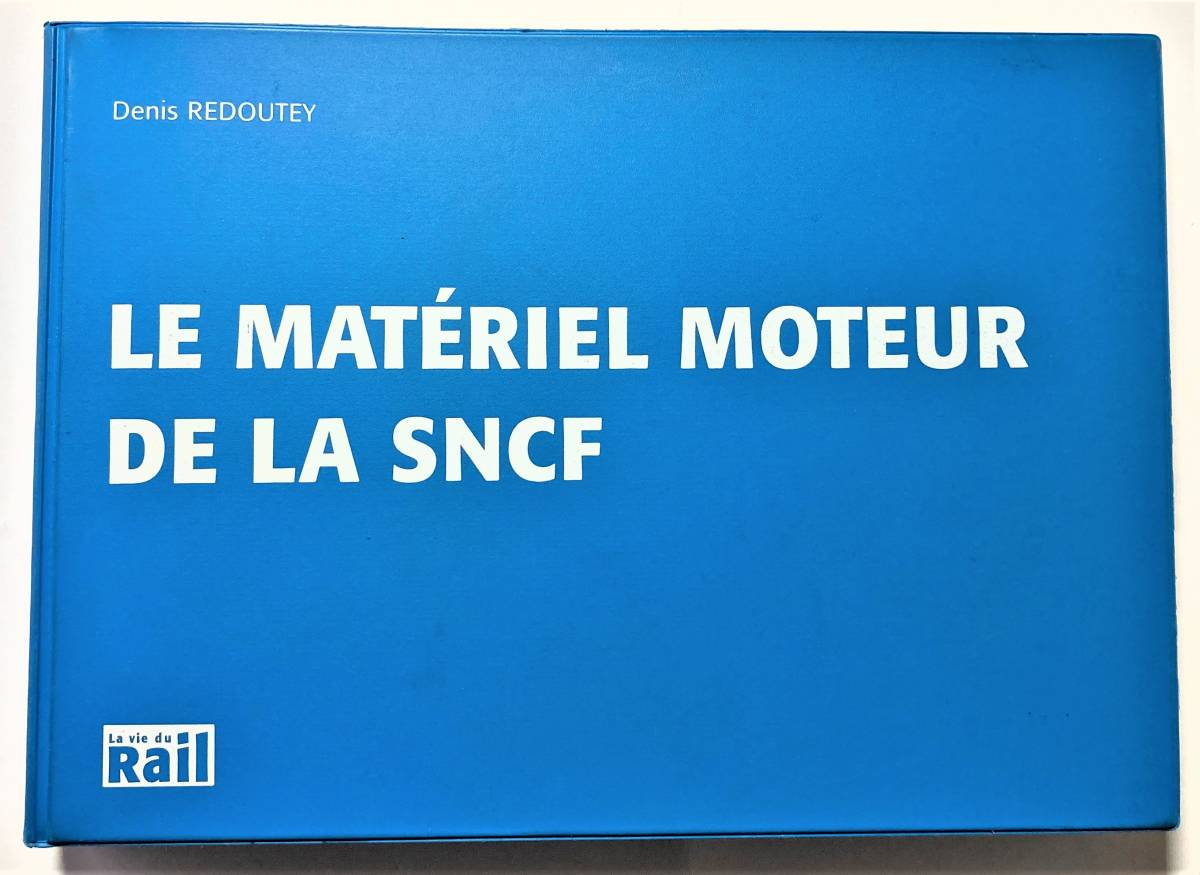 Denis REDOUTEY
LE MATÉRIEL MOTEUR
DE LA SNCF
La vie du
Rail